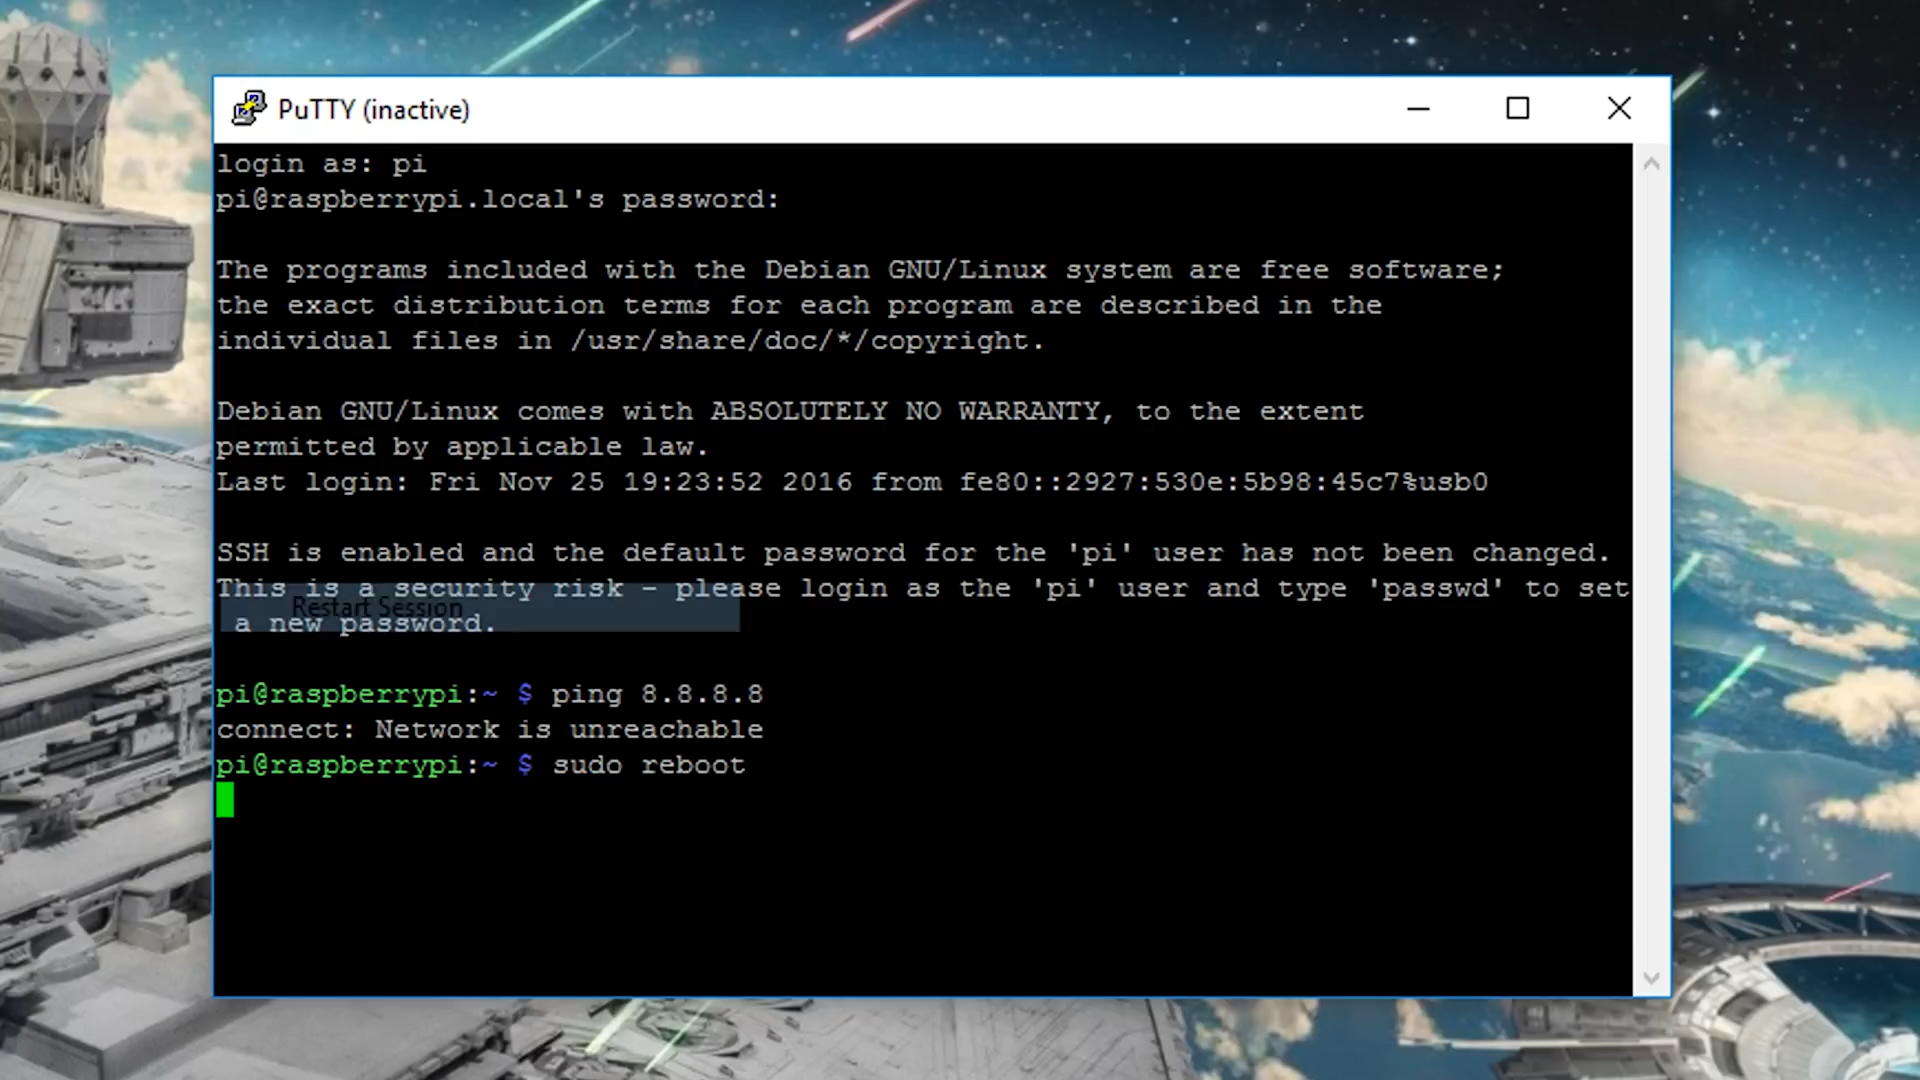 PuTTY (inactive)
login as: pi
pi@raspberrypi.local's password:
The programs included with the Debian GNU/Linux system are free software;
the exact distribution terms for each program are described in the
individual files in /usr/share/doc/*/copyright.
Debian GNU/Linux comes with ABSOLUTELY NO WARRANTY, to the extent
permitted by applicable law.
Last login: Fri Nov 25 19:23:52 2016 from fe80::2927:530e:5b98:45c7%usb0
SSH is enabled and the default password for the 'pi' user has not been changed.
This is a security risk - please login as the 'pi' user and type 'passwd' to set
Restart Session
a new password.
pi@raspberrypi:~ $ ping 8.8.8.8
connect: Network is unreachable
pi@raspberrypi:~ $ sudo reboot